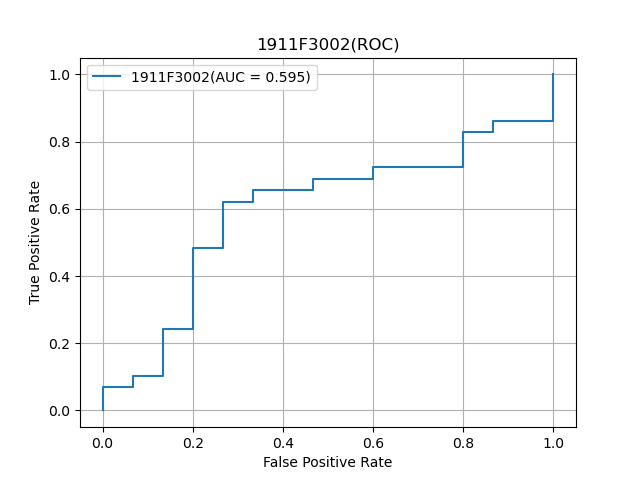 1911F3002(ROC)
1911F3002(AUC = 0.595)
1.0
0.8
0.6
0.4
0.2
0.0
True Positive Rate
0.0 0.2 0.4 0.6 0.8 1.0
False Positive Rate